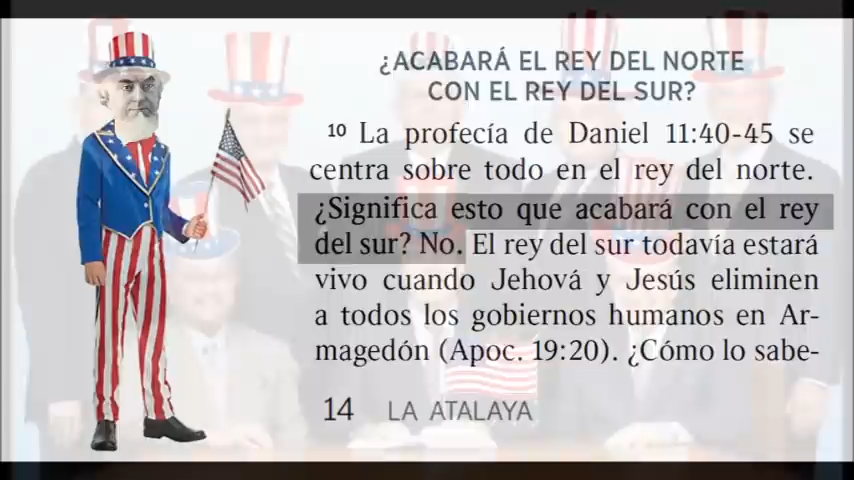 ¿ACABARÁ EL REY DEL NORTE
CON EL REY DEL SUR?
10 La profecía de Daniel 11:40-45 se
centra sobre todo en el rey del norte.
¿Significa esto que acabará con el rey
del sur? No. El rey del sur todavía estará
vivo cuando Jehová y Jesús eliminen
a todos los gobiernos humanos en Ar-
magedón (Apoc. 19:20). ¿Cómo lo sabe-
14 LA ATALAYA